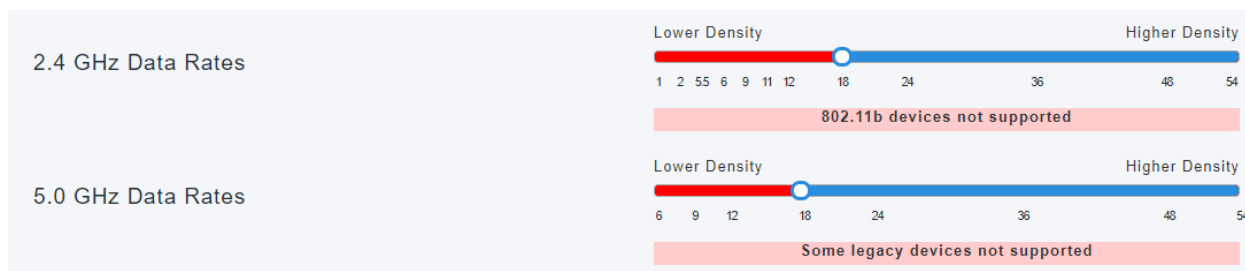 Lower Density Higher Density
2.4 GHz Data Rates
1 2 5.5 6 9 11 12 18 24 36 48 54
802.11b devices not supported
Lower Density Higher Density
5.0 GHz Data Rates
6 9 12 18 24 36 48 54
Some legacy devices not supported